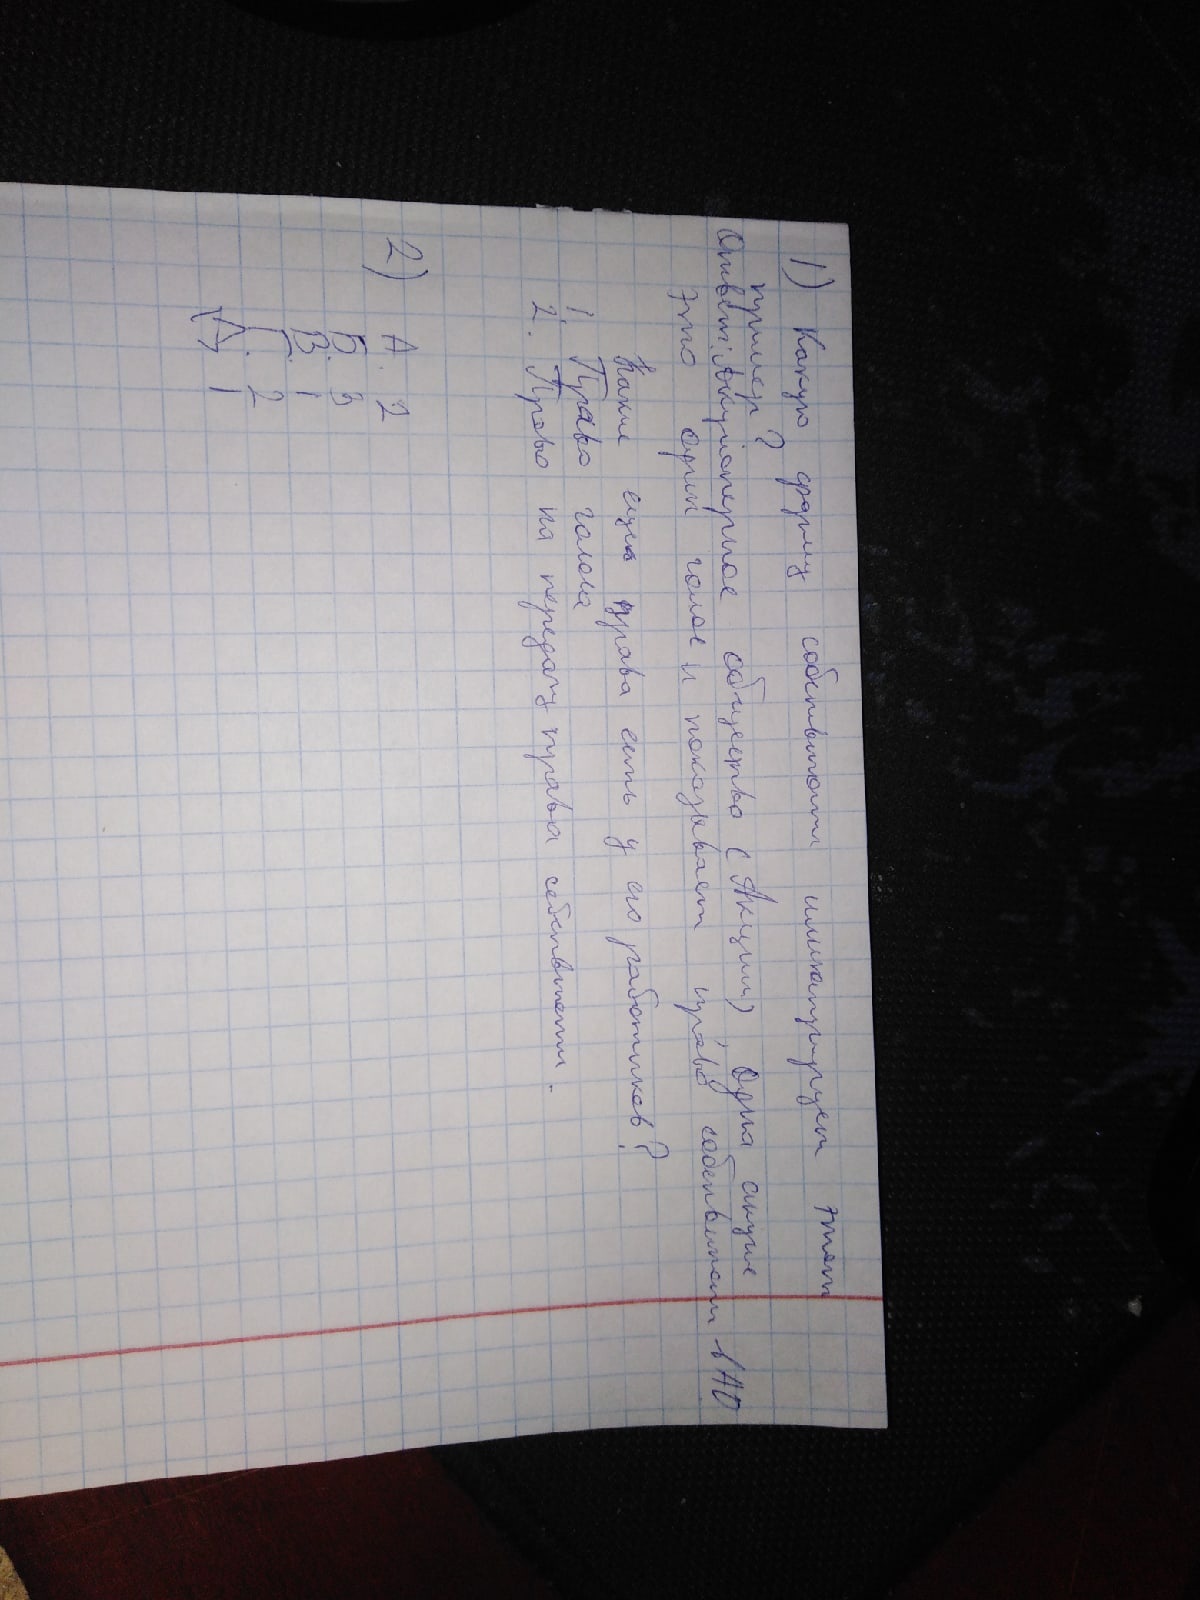 1) Какую форму собственности иллюстрирует этот
пример?
Ответ: Акционерное общество (Акции), Одна акция
это один голос и показывает право собственности в АО
Какие еще права есть у его работников?
1. Право голоса
2. Право на передачу права собственности.
2) А. 2
Б. 3
В. 1
Г. 2
Д 1